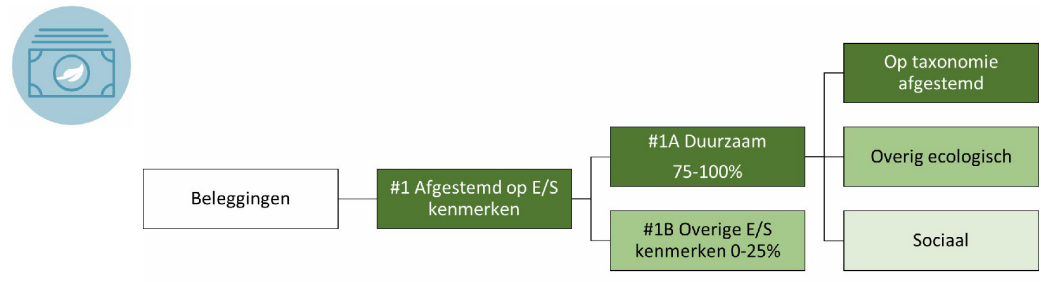 Beleggingen
#1 Afgestemd op E/S
kenmerken
#1A Duurzaam
75-100%
#1B Overige E/S
kenmerken 0-25%
Op taxonomie
afgestemd
Overig ecologisch
Sociaal